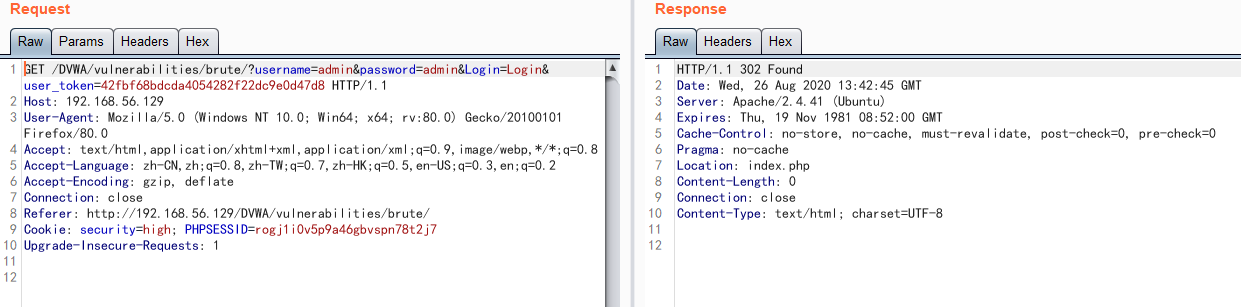 Request
Raw Params Headers Hex
1 GET /DVWA/vulnerabilities/brute/?username=admin&password=admin&Login=Login&
user_token=42fbf68bdcda4054282f22dc9e0d47d8 HTTP/1.1
2 Host: 192.168.56.129
3 User-Agent: Mozilla/5.0 (Windows NT 10.0; Win64; x64; rv:80.0) Gecko/20100101
Firefox/80.0
4 Accept: text/html,application/xhtml+xml,application/xml;q=0.9,image/webp,*/*;q=0.8
5 Accept-Language: zh-CN,zh;q=0.8,zh-TW;q=0.7,zh-HK;q=0.5,en-US;q=0.3,en;q=0.2
6 Accept-Encoding: gzip, deflate
7 Connection: close
8 Referer: http://192.168.56.129/DVWA/vulnerabilities/brute/
9 Cookie: security=high; PHPSESSID=rogj1i0v5p9a46gbvspn78t2j7
10 Upgrade-Insecure-Requests: 1
11
12
Response
Raw Headers Hex
1 HTTP/1.1 302 Found
2 Date: Wed, 26 Aug 2020 13:42:45 GMT
3 Server: Apache/2.4.41 (Ubuntu)
4 Expires: Thu, 19 Nov 1981 08:52:00 GMT
5 Cache-Control: no-store, no-cache, must-revalidate, post-check=0, pre-check=0
6 Pragma: no-cache
7 Location: index.php
8 Content-Length: 0
9 Connection: close
10 Content-Type: text/html; charset=UTF-8
11
12